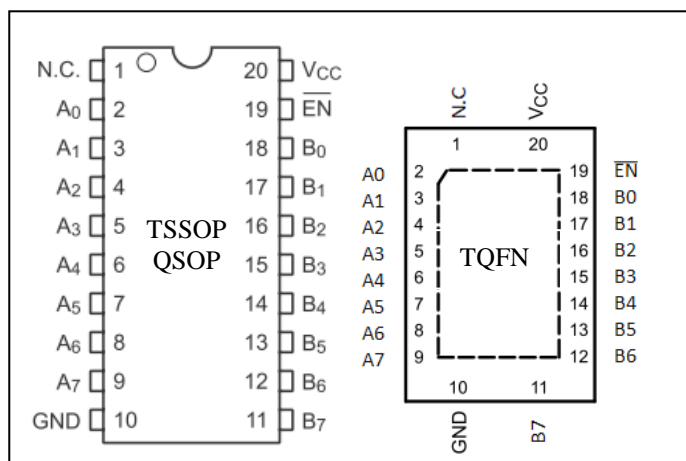 N.C. 1 20 VCC
A0 2 19 EN
A1 3 18 B0
A2 4 17 B1
A3 5 16 B2
A4 6 15 B3
A5 7 14 B4
A6 8 13 B5
A7 9 12 B6
GND 10 11 B7
TSSOP
QSOP
N.C VCC
1 20
A0 2 19 EN
A1 3 18 B0
A2 4 17 B1
A3 5 16 B2
A4 6 15 B3
A5 7 14 B4
A6 8 13 B5
A7 9 12 B6
TQFN
10 11
GND B7